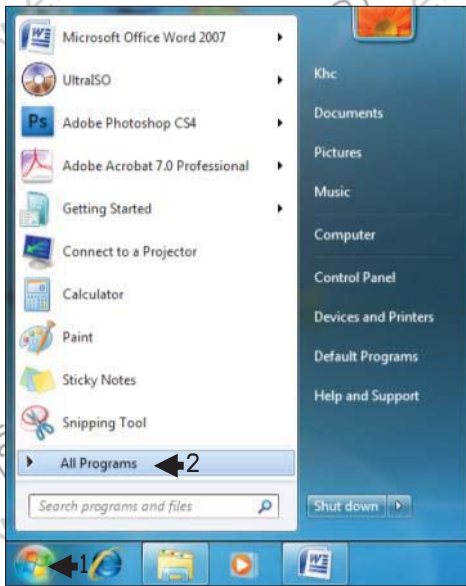 Microsoft Office Word 2007
UltraISO
Ps Adobe Photoshop CS4
Adobe Acrobat 7.0 Professional
Getting Started
Connect to a Projector
Calculator
Paint
Sticky Notes
Snipping Tool
All Programs 2
Search programs and files
1
Khc
Documents
Pictures
Music
Computer
Control Panel
Devices and Printers
Default Programs
Help and Support
Shut down